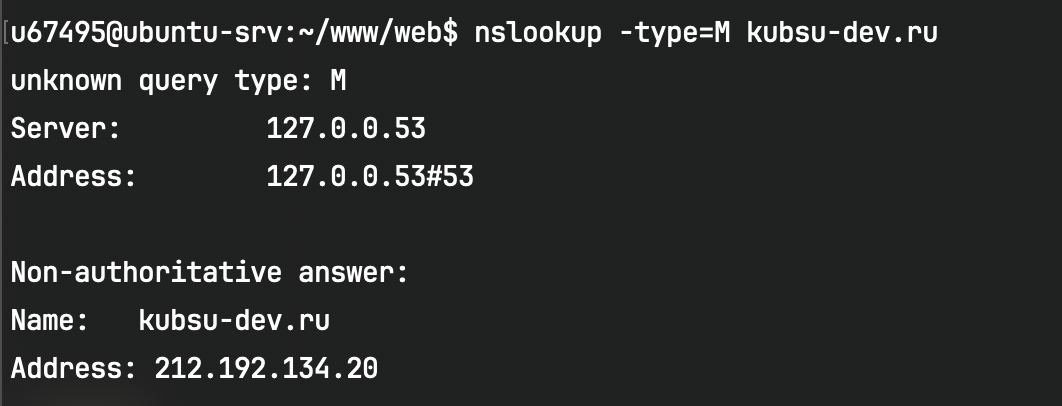 u67495@ubuntu-srv:~/www/web$ nslookup -type=M kubsu-dev.ru
unknown query type: M
Server: 127.0.0.53
Address: 127.0.0.53#53
Non-authoritative answer:
Name: kubsu-dev.ru
Address: 212.192.134.20